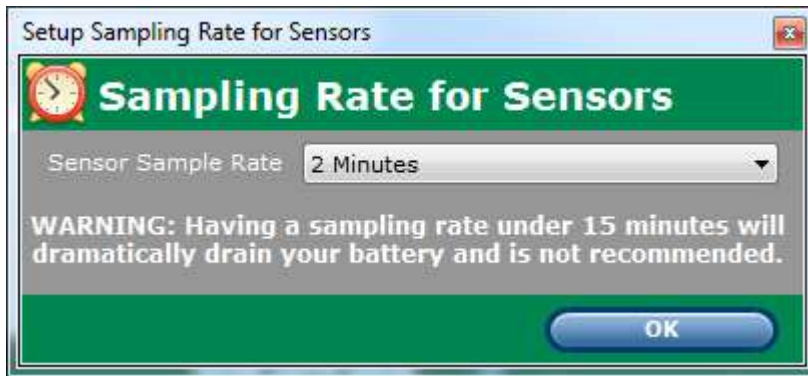 Setup Sampling Rate for Sensors
Sampling Rate for Sensors
Sensor Sample Rate 2 Minutes
WARNING: Having a sampling rate under 15 minutes will
dramatically drain your battery and is not recommended.
OK